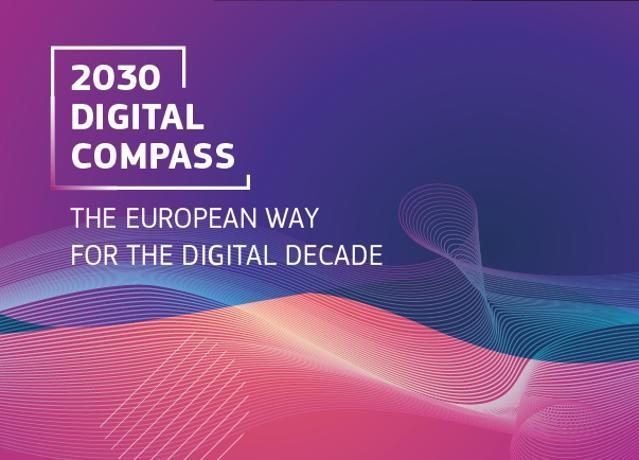 2030
DIGITAL
COMPASS
THE EUROPEAN WAY
FOR THE DIGITAL DECADE